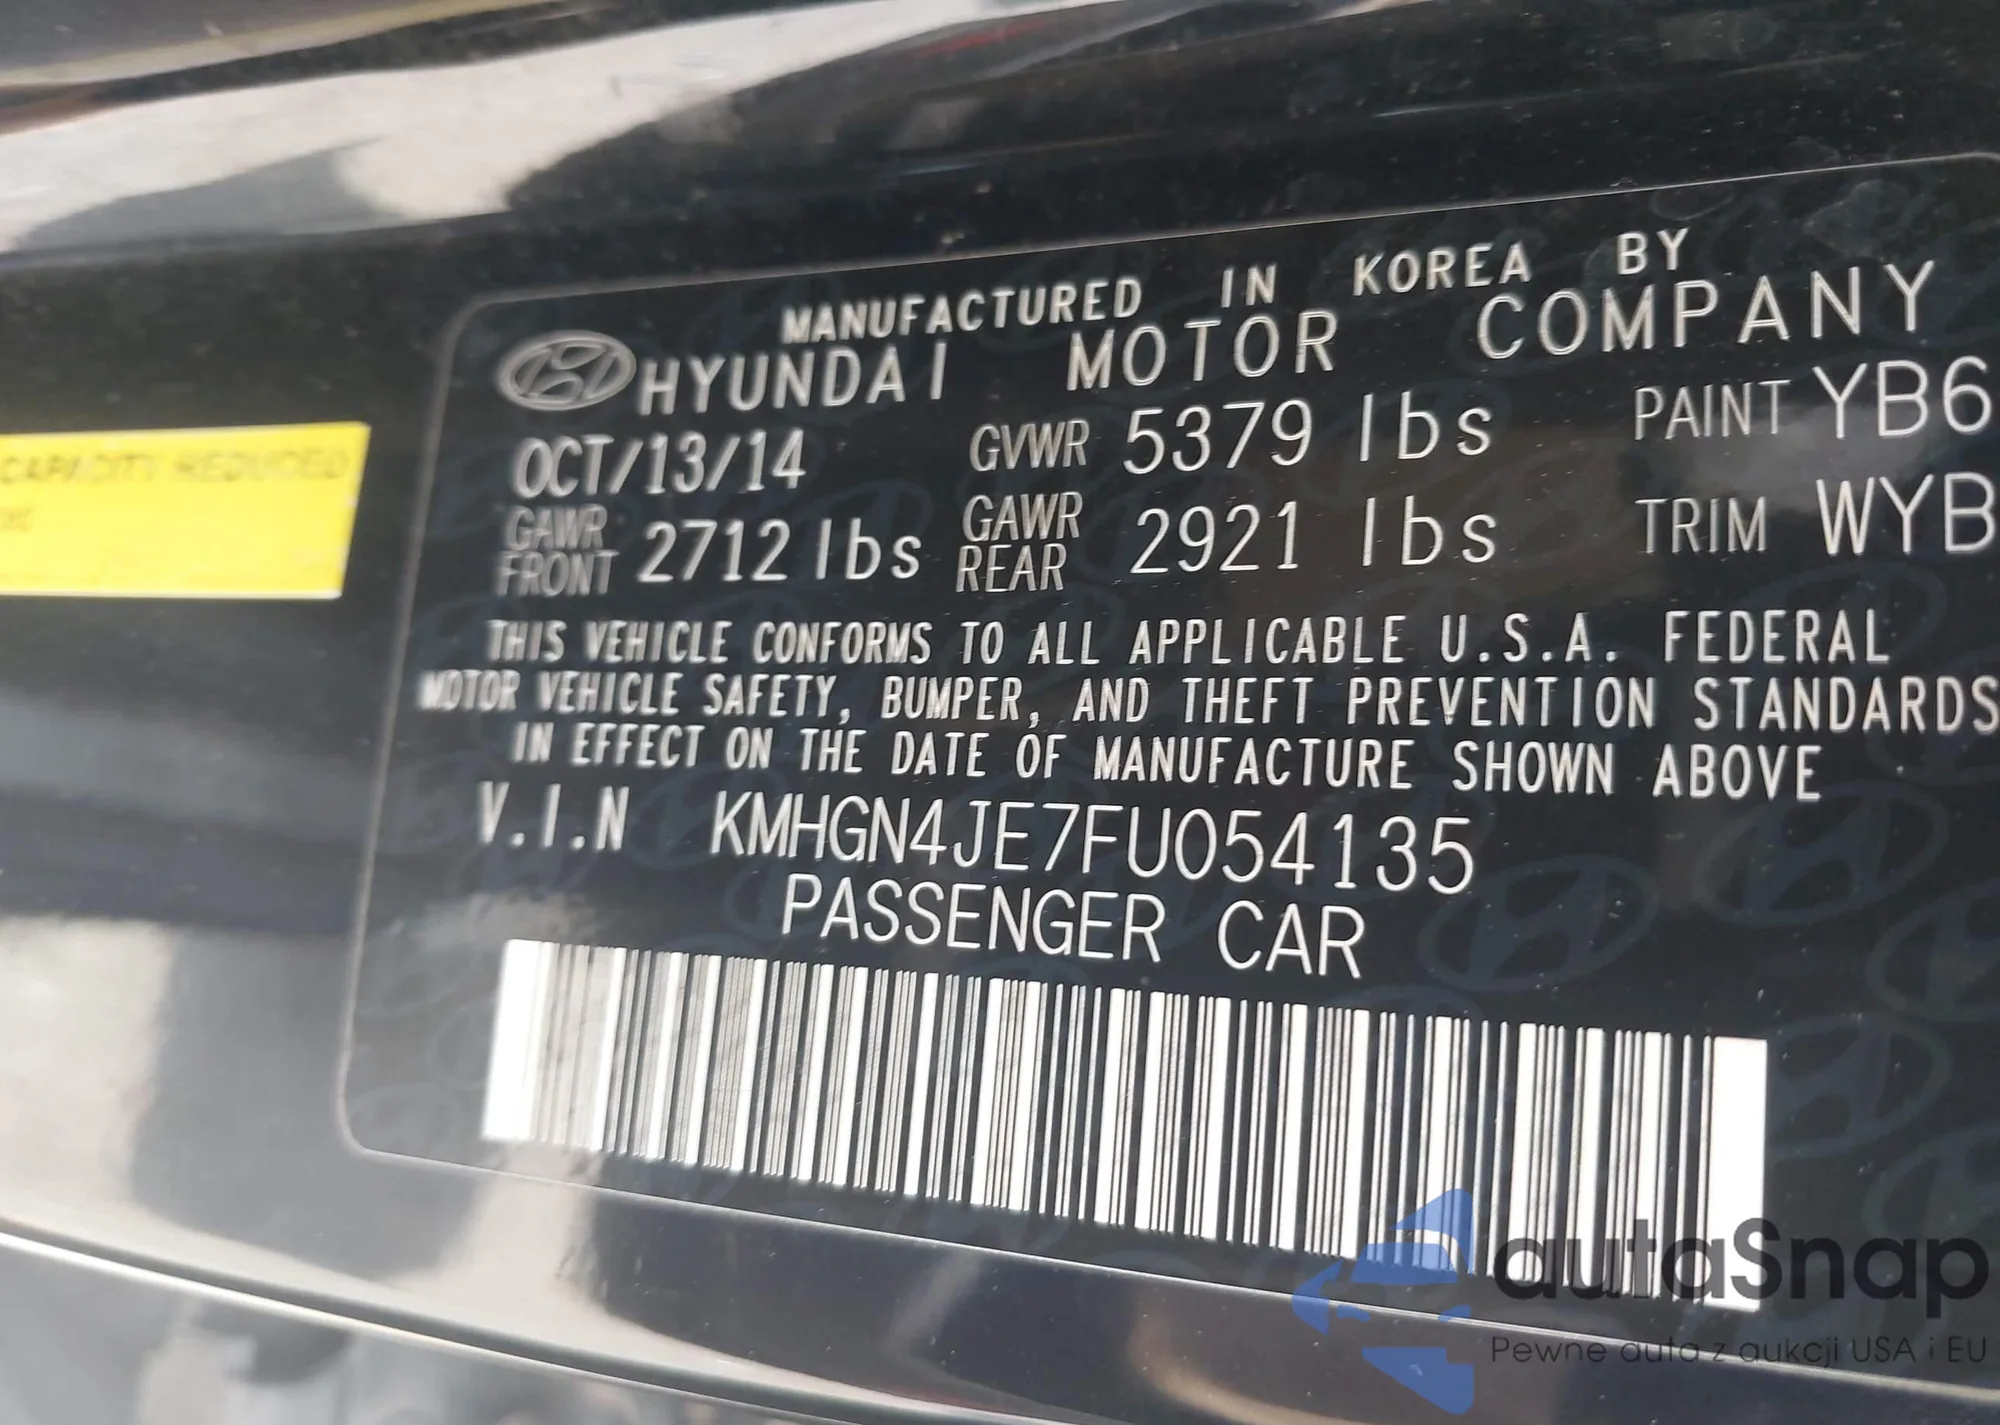 MANUFACTURED IN KOREA BY
HYUNDAI MOTOR COMPANY
OCT/13/14 GVWR 5379 lbs PAINT YB6
GAWR FRONT 2712 lbs GAWR REAR 2921 lbs TRIM WYB
THIS VEHICLE CONFORMS TO ALL APPLICABLE U.S.A. FEDERAL
MOTOR VEHICLE SAFETY, BUMPER, AND THEFT PREVENTION STANDARDS
IN EFFECT ON THE DATE OF MANUFACTURE SHOWN ABOVE
V.I.N KMHGN4JE7FU054135
PASSENGER CAR
CAPACITY REDUCED
autaSnap
Pewne auta z aukcji USA i EU